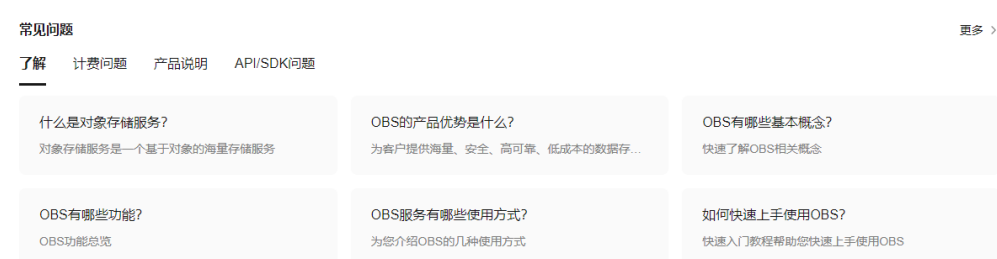 常见问题
更多 >
了解 计费问题 产品说明 API/SDK问题
什么是对象存储服务?
对象存储服务是一个基于对象的海量存储服务
OBS的产品优势是什么?
为客户提供海量、安全、高可靠、低成本的数据存...
OBS有哪些基本概念?
快速了解OBS相关概念
OBS有哪些功能?
OBS功能总览
OBS服务有哪些使用方式?
为您介绍OBS的几种使用方式
如何快速上手使用OBS?
快速入门教程帮助您快速上手使用OBS